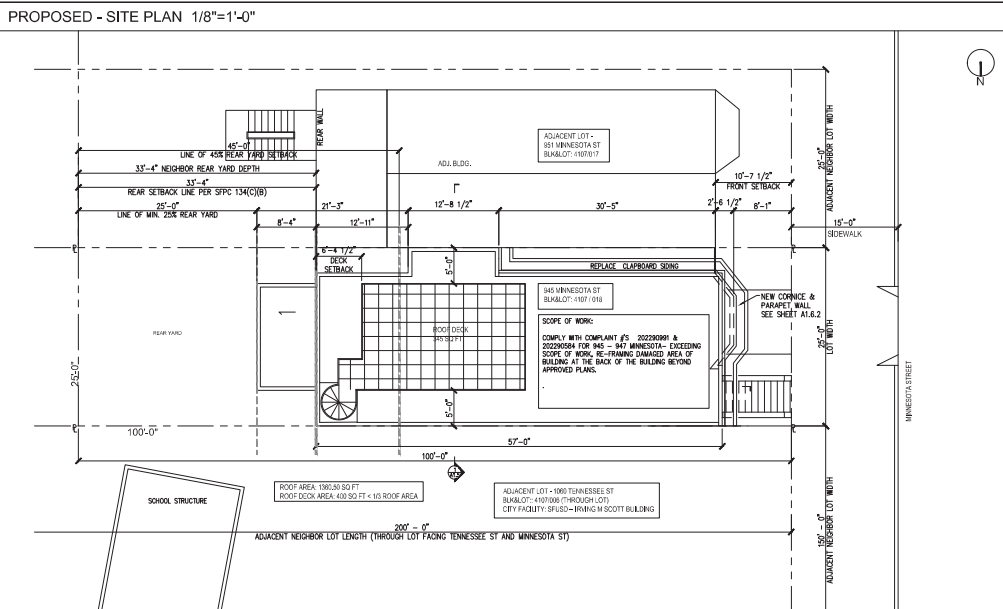 PROPOSED - SITE PLAN 1/8"=1'-0"
N
REAR WALL
45'-0"
LINE OF 45% REAR YARD SETBACK
33'-4" NEIGHBOR REAR YARD DEPTH
33'-4"
REAR SETBACK LINE PER SFPC 134(C)(B)
25'-0"
LINE OF MIN. 25% REAR YARD
8'-4"
21'-3"
12'-11"
12'-8 1/2"
30'-5"
2'-6 1/2"
8'-1"
10'-7 1/2"
FRONT SETBACK
ADJACENT LOT -
951 MINNESOTA ST
BLK&LOT: 4107/017
ADJ. BLDG.
25'-0"
ADJACENT NEIGHBOR LOT WIDTH
15'-0"
SIDEWALK
6'-4 1/2"
DECK
SETBACK
5'-0"
REPLACE CLAPBOARD SIDING
945 MINNESOTA ST
BLK&LOT: 4107 / 018
SCOPE OF WORK:
COMPLY WITH COMPLAINT #'S 202290991 &
202290584 FOR 945 - 947 MINNESOTA- EXCEEDING
SCOPE OF WORK, RE-FRAMING DAMAGED AREA OF
BUILDING AT THE BACK OF THE BUILDING BEYOND
APPROVED PLANS.
.
NEW CORNICE &
PARAPET WALL
SEE SHEET A1.6.2
25'-0"
LOT WIDTH
REAR YARD
1
ROOF DECK
345 SQ FT
5'-0"
25'-0"
100'-0"
57'-0"
100'-0"
MINNESOTA STREET
SCHOOL STRUCTURE
ROOF AREA: 1360.50 SQ FT
ROOF DECK AREA: 400 SQ FT < 1/3 ROOF AREA
ADJACENT LOT - 1060 TENNESSEE ST
BLK&LOT:: 4107/006 (THROUGH LOT)
CITY FACILITY: SFUSD – IRVING M SCOTT BUILDING
200' - 0"
ADJACENT NEIGHBOR LOT LENGTH (THROUGH LOT FACING TENNESSEE ST AND MINNESOTA ST)
150' - 0"
ADJACENT NEIGHBOR LOT WIDTH